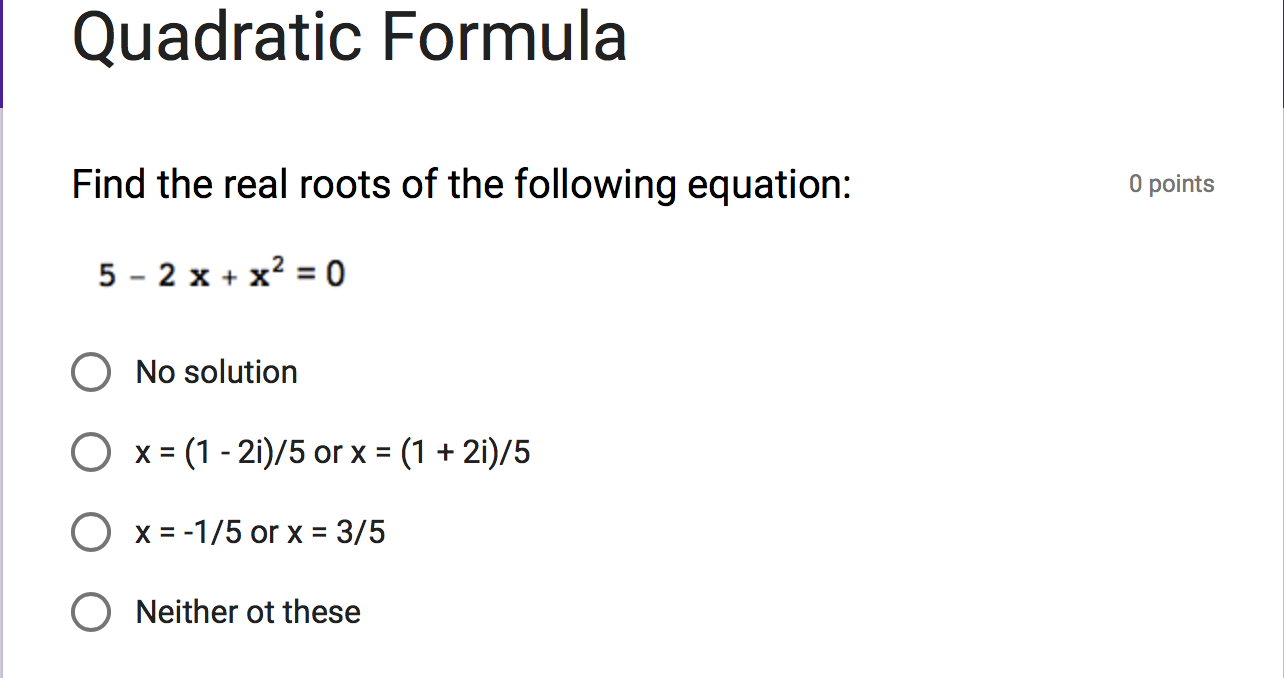 Quadratic Formula
Find the real roots of the following equation:
0 points
5 - 2 x + x² = 0
No solution
x = (1 - 2i)/5 or x = (1 + 2i)/5
x = -1/5 or x = 3/5
Neither ot these